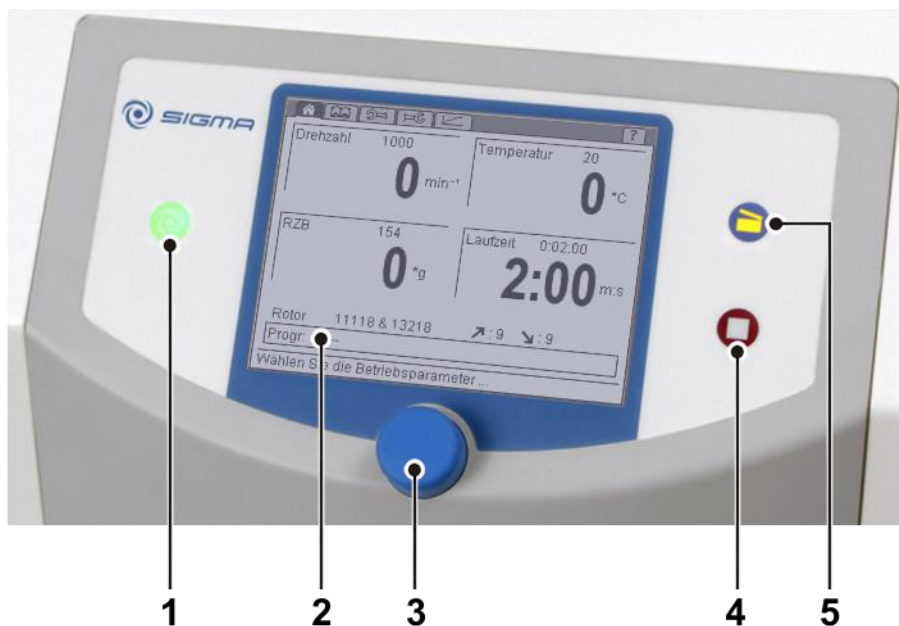 SIGMA
?
Drehzahl 1000
0 min⁻¹
Temperatur 20
0 °C
RZB 154
0 *g
Laufzeit 0:02:00
2:00 m:s
Rotor 11118 & 13218 ↗: 9 ↘: 9
Progr:
Wählen Sie die Betriebsparameter ...
1 2 3 4 5